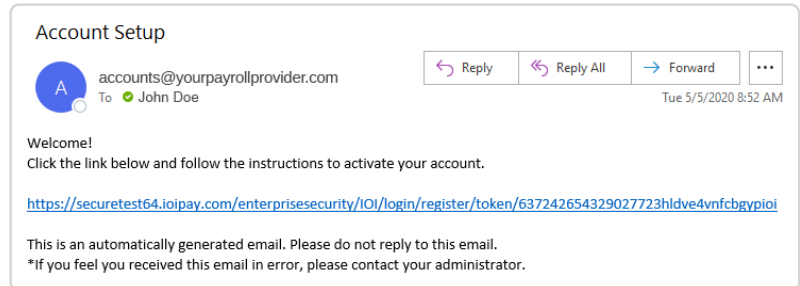 Account Setup
A
accounts@yourpayrollprovider.com
Reply
Reply All
Forward
To John Doe
Tue 5/5/2020 8:52 AM
Welcome!
Click the link below and follow the instructions to activate your account.
https://securetest64.ioipay.com/enterprisesecurity/IOI/login/register/token/637242654329027723hldve4vnfcbgypioi
This is an automatically generated email. Please do not reply to this email.
*If you feel you received this email in error, please contact your administrator.